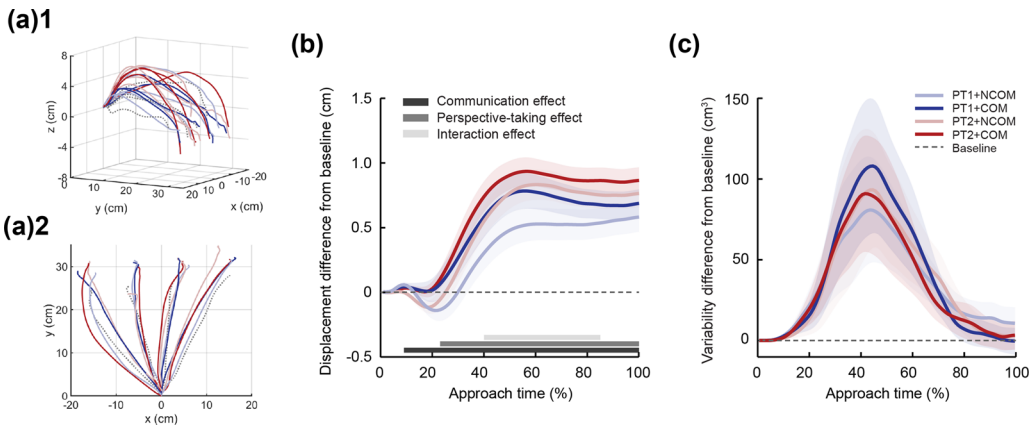 (a)1
8
4
0
-4
-8
z (cm)
0
10
20
30
y (cm)
20
10
0
-10
-20
x (cm)
(a)2
30
20
10
0
y (cm)
-20
-10
0
10
20
x (cm)
(b)
Displacement difference from baseline (cm)
1.5
1.0
0.5
0
-0.5
Communication effect
Perspective-taking effect
Interaction effect
0
20
40
60
80
100
Approach time (%)
(c)
Variability difference from baseline (cm³)
150
100
50
0
PT1+NCOM
PT1+COM
PT2+NCOM
PT2+COM
Baseline
0
20
40
60
80
100
Approach time (%)